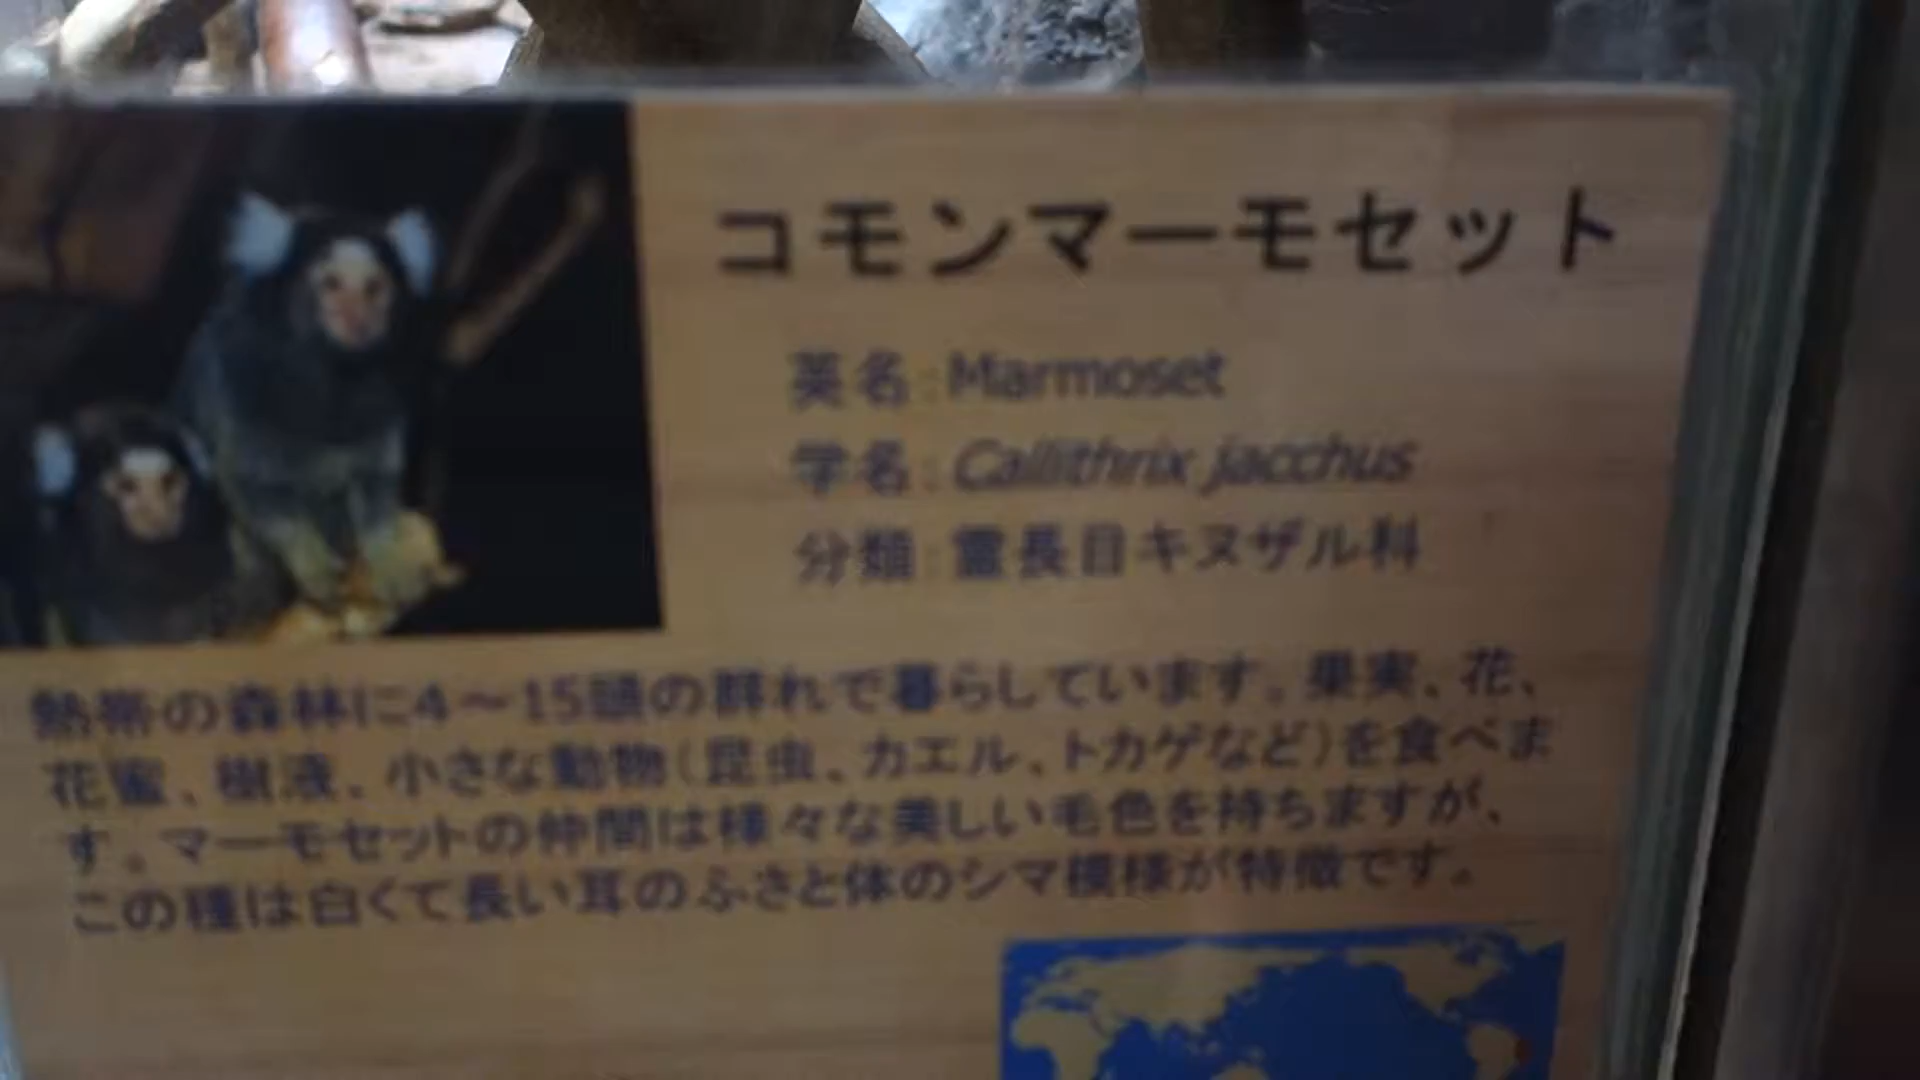 コモンマーモセット
英名:Marmoset
学名:Callithrix jacchus
分類:霊長目キヌザル科
熱帯の森林に4～15頭の群れで暮らしています。果実、花、
花蜜、樹液、小さな動物(昆虫、カエル、トカゲなど)を食べま
す。マーモセットの仲間は様々な美しい毛色を持ちますが、
この種は白くて長い耳のふさと体のシマ模様が特徴です。